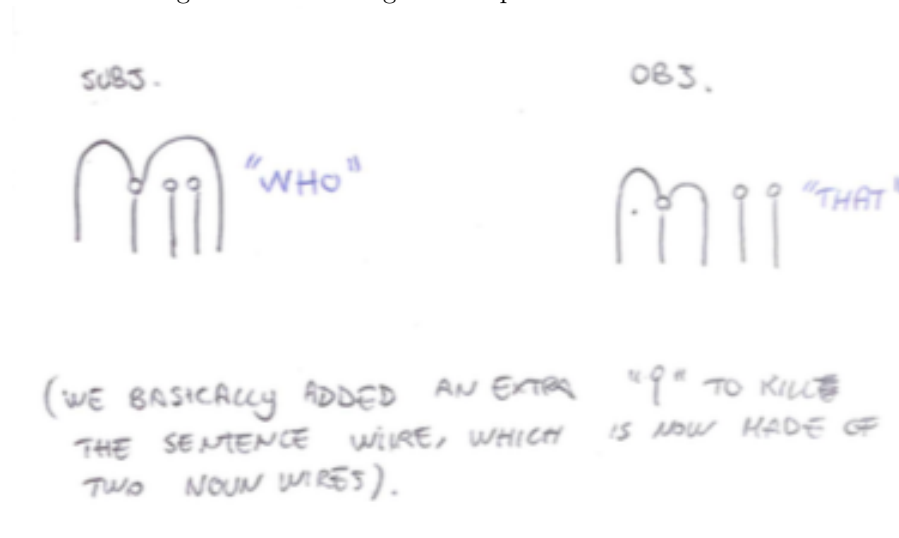 SUBJ. OBJ.
"WHO" "THAT"
(WE BASICALLY ADDED AN EXTRA "⫯" TO KILL
THE SENTENCE WIRE, WHICH IS NOW MADE OF
TWO NOUN WIRES).